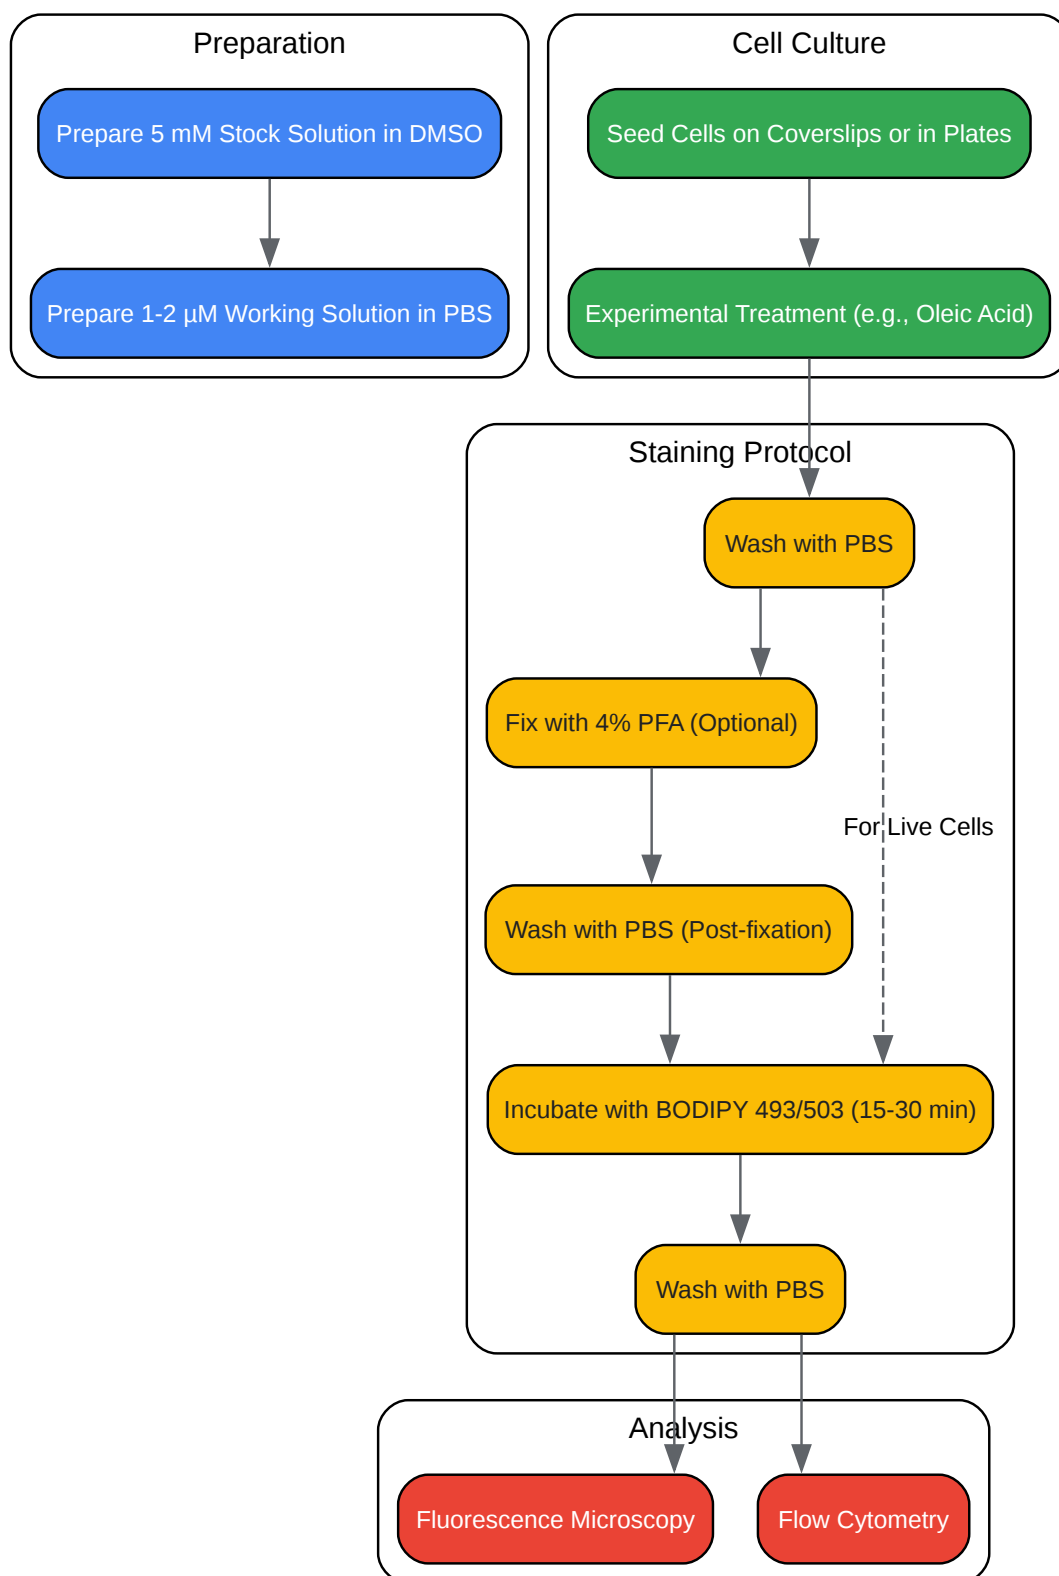 Preparation
Prepare 5 mM Stock Solution in DMSO
Prepare 1-2 µM Working Solution in PBS
Cell Culture
Seed Cells on Coverslips or in Plates
Experimental Treatment (e.g., Oleic Acid)
Staining Protocol
Wash with PBS
Fix with 4% PFA (Optional)
For Live Cells
Wash with PBS (Post-fixation)
Incubate with BODIPY 493/503 (15-30 min)
Wash with PBS
Analysis
Fluorescence Microscopy
Flow Cytometry